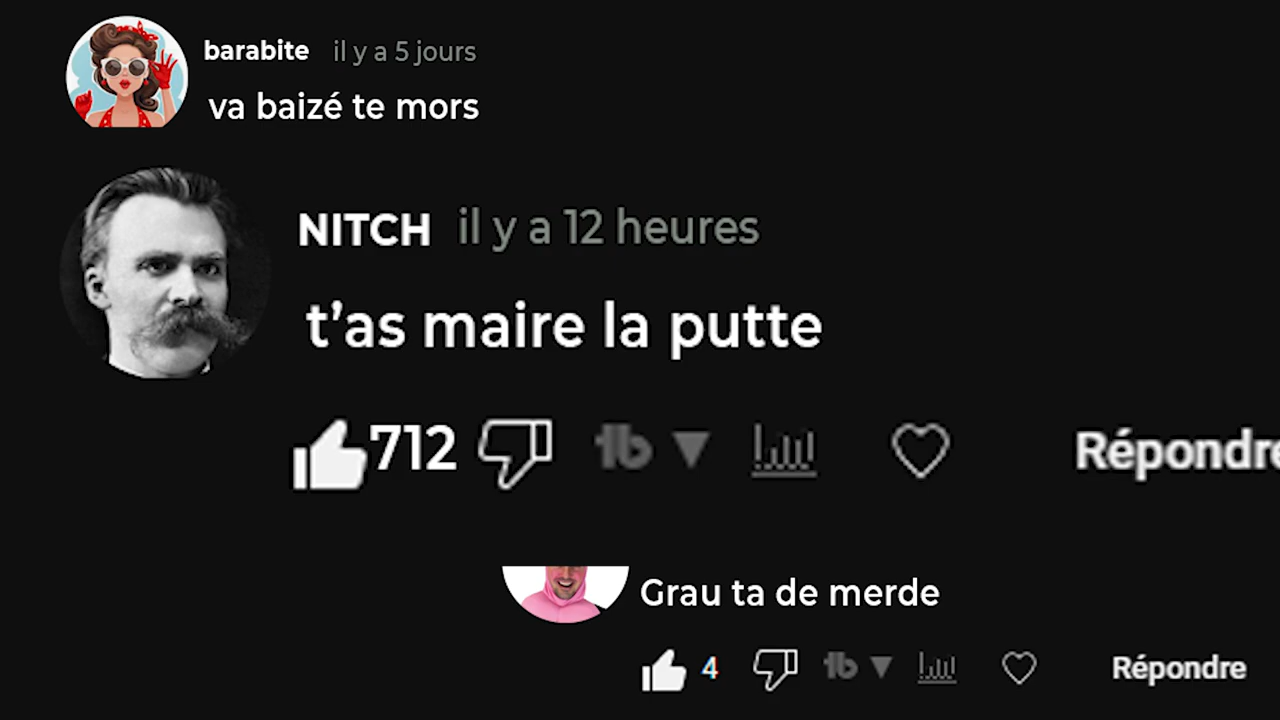 barabite il y a 5 jours
va baizé te mors
NITCH il y a 12 heures
t’as maire la putte
712 Répondre
Grau ta de merde
4 Répondre